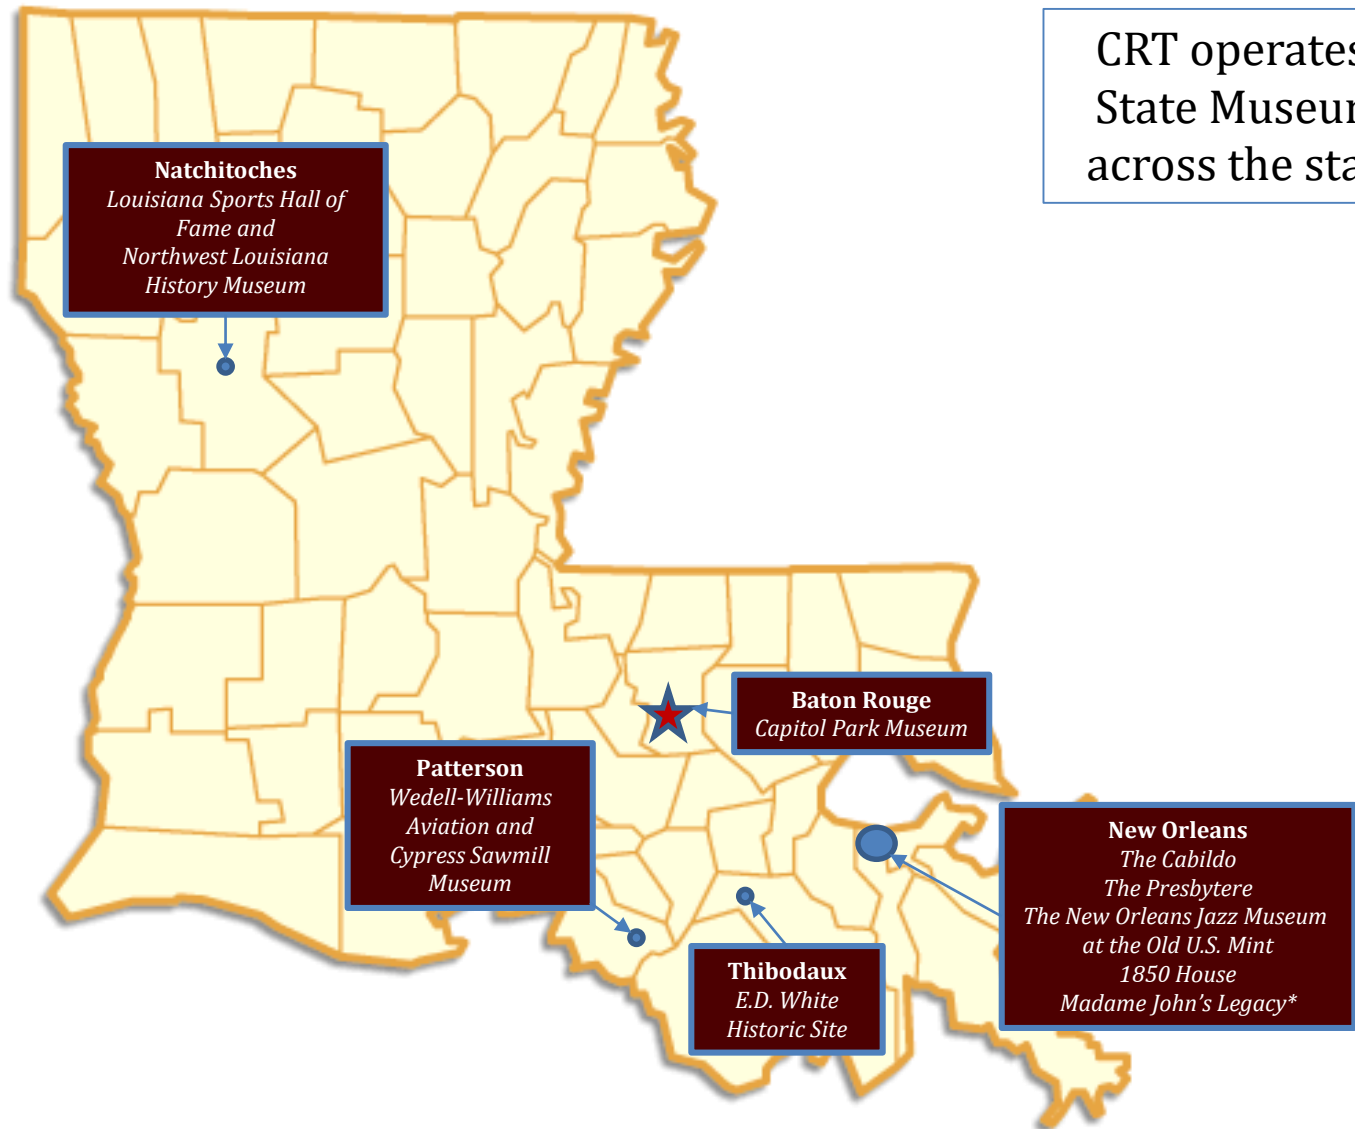 CRT operates
State Museum
across the sta
Natchitoches
Louisiana Sports Hall of
Fame and
Northwest Louisiana
History Museum
Baton Rouge
Capitol Park Museum
Patterson
Wedell-Williams
Aviation and
Cypress Sawmill
Museum
New Orleans
The Cabildo
The Presbytere
The New Orleans Jazz Museum
at the Old U.S. Mint
1850 House
Madame John’s Legacy*
Thibodaux
E.D. White
Historic Site